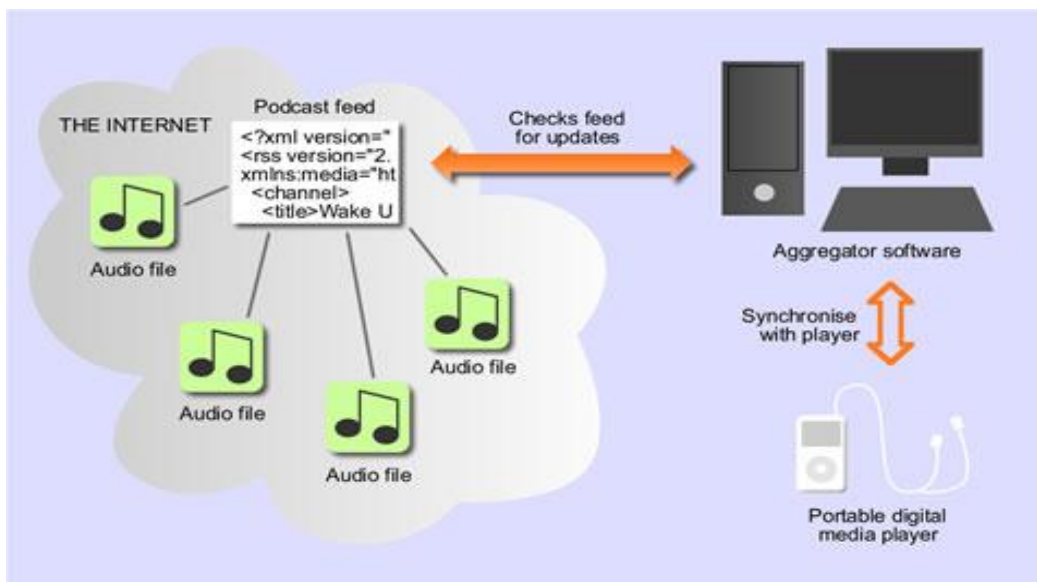 THE INTERNET
Podcast feed
<?xml version="
<rss version="2.
xmlns:media="ht
<channel>
<title>Wake U
Audio file
Audio file
Audio file
Audio file
Checks feed
for updates
Aggregator software
Synchronise
with player
Portable digital
media player